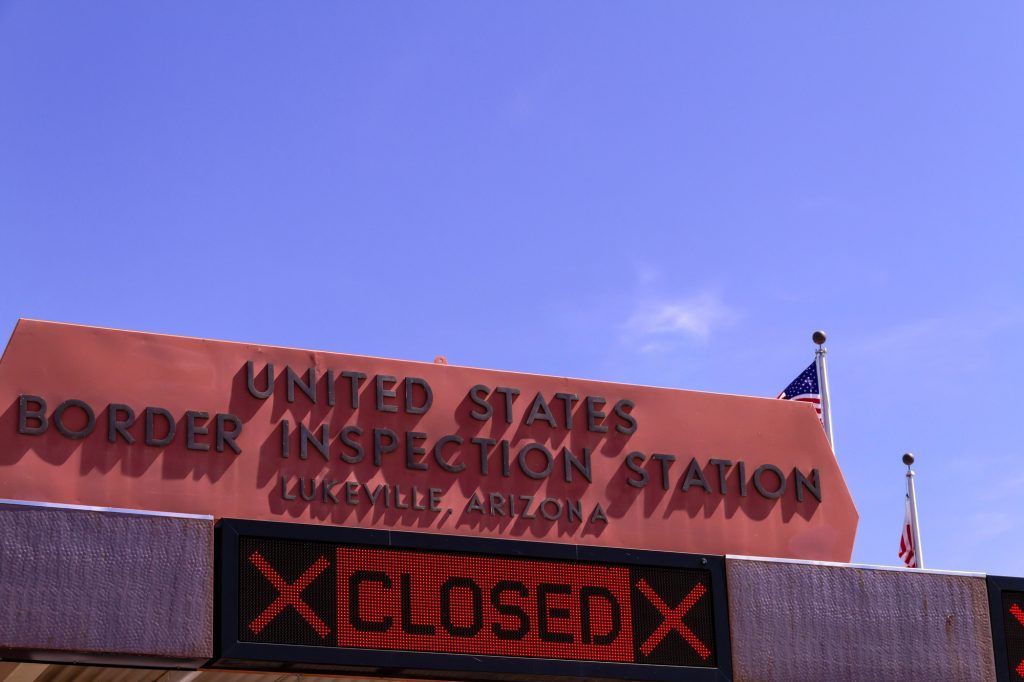 UNITED STATES
BORDER INSPECTION STATION
LUKEVILLE, ARIZONA
X CLOSED X